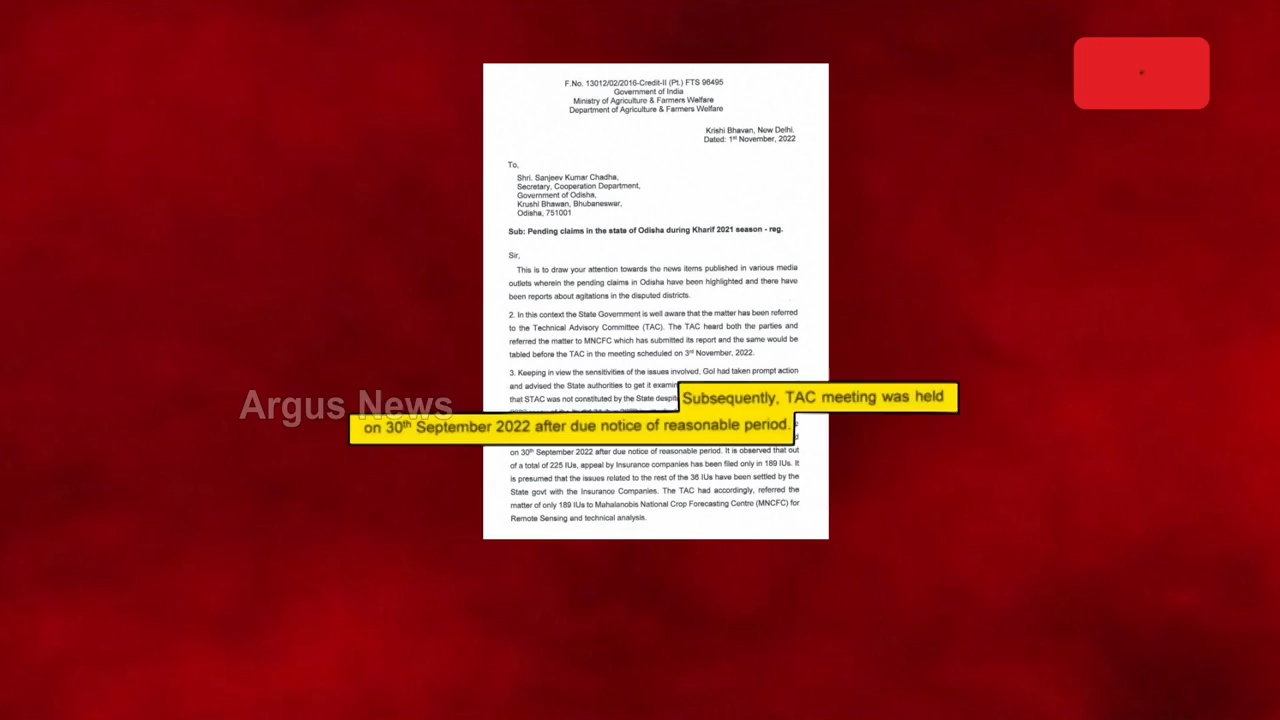 F.No. 13012/02/2016-Credit-II (Pt.) FTS 96495
Government of India
Ministry of Agriculture & Farmers Welfare
Department of Agriculture & Farmers Welfare
Krishi Bhavan, New Delhi.
Dated: 1st November, 2022
To,
Shri. Sanjeev Kumar Chadha,
Secretary, Cooperation Department,
Government of Odisha,
Krushi Bhawan, Bhubaneswar,
Odisha, 751001
Sub: Pending claims in the state of Odisha during Kharif 2021 season - reg.
Sir,
This is to draw your attention towards the news items published in various media
outlets wherein the pending claims in Odisha have been highlighted and there have
been reports about agitations in the disputed districts.
2. In this context the State Government is well aware that the matter has been referred
to the Technical Advisory Committee (TAC). The TAC heard both the parties and
referred the matter to MNCFC which has submitted its report and the same would be
tabled before the TAC in the meeting scheduled on 3rd November, 2022.
3. Keeping in view the sensitivities of the issues involved, GoI had taken prompt action
and advised the State authorities to get it examin
that STAC was not constituted by the State despit
Subsequently, TAC meeting was held
on 30th September 2022 after due notice of reasonable period.
Argus News
on 30th September 2022 after due notice of reasonable period. It is observed that out
of a total of 225 IUs, appeal by Insurance companies has been filed only in 189 IUs. It
is presumed that the issues related to the rest of the 36 IUs have been settled by the
State govt with the Insurance Companies. The TAC had accordingly, referred the
matter of only 189 IUs to Mahalanobis National Crop Forecasting Centre (MNCFC) for
Remote Sensing and technical analysis.